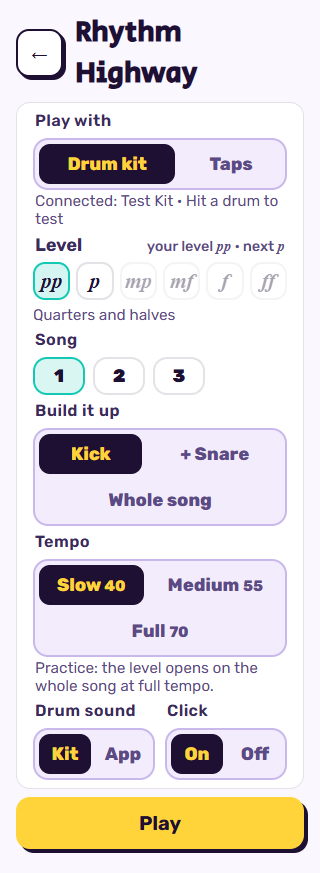 ←
Rhythm
Highway
Play with
Drum kit Taps
Connected: Test Kit • Hit a drum to
test
Level your level pp • next p
pp p mp mf f ff
Quarters and halves
Song
1 2 3
Build it up
Kick + Snare
Whole song
Tempo
Slow 40 Medium 55
Full 70
Practice: the level opens on the
whole song at full tempo.
Drum sound Click
Kit App On Off
Play